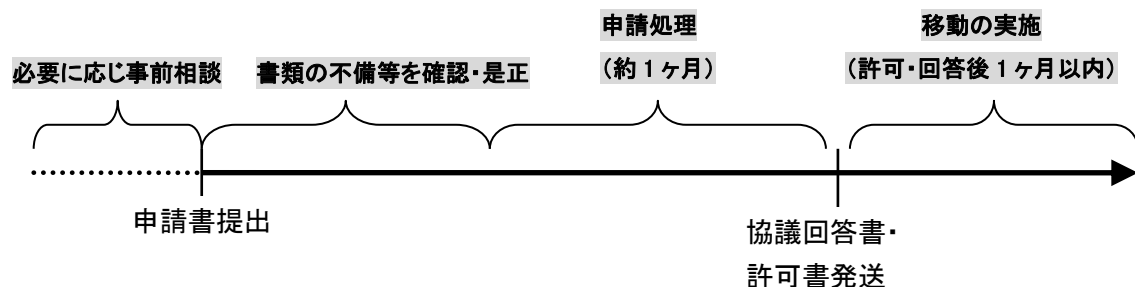 必要に応じ事前相談
書類の不備等を確認・是正
申請処理
(約1ヶ月)
移動の実施
(許可・回答後1ヶ月以内)
申請書提出
協議回答書・
許可書発送